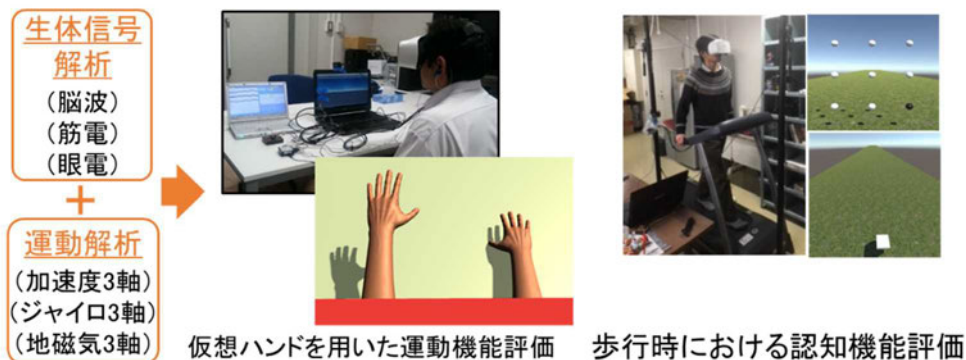 生体信号
解析
(脳波)
(筋電)
(眼電)
+
運動解析
(加速度3軸)
(ジャイロ3軸)
(地磁気3軸)
仮想ハンドを用いた運動機能評価
歩行時における認知機能評価